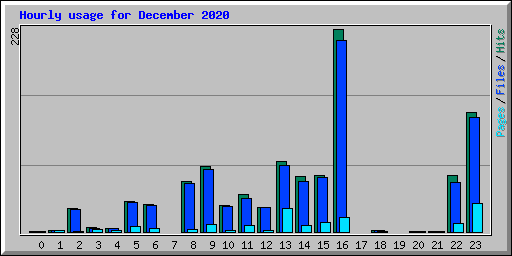 Hourly usage for December 2020
228
Pages/Files/Hits
0 1 2 3 4 5 6 7 8 9 10 11 12 13 14 15 16 17 18 19 20 21 22 23